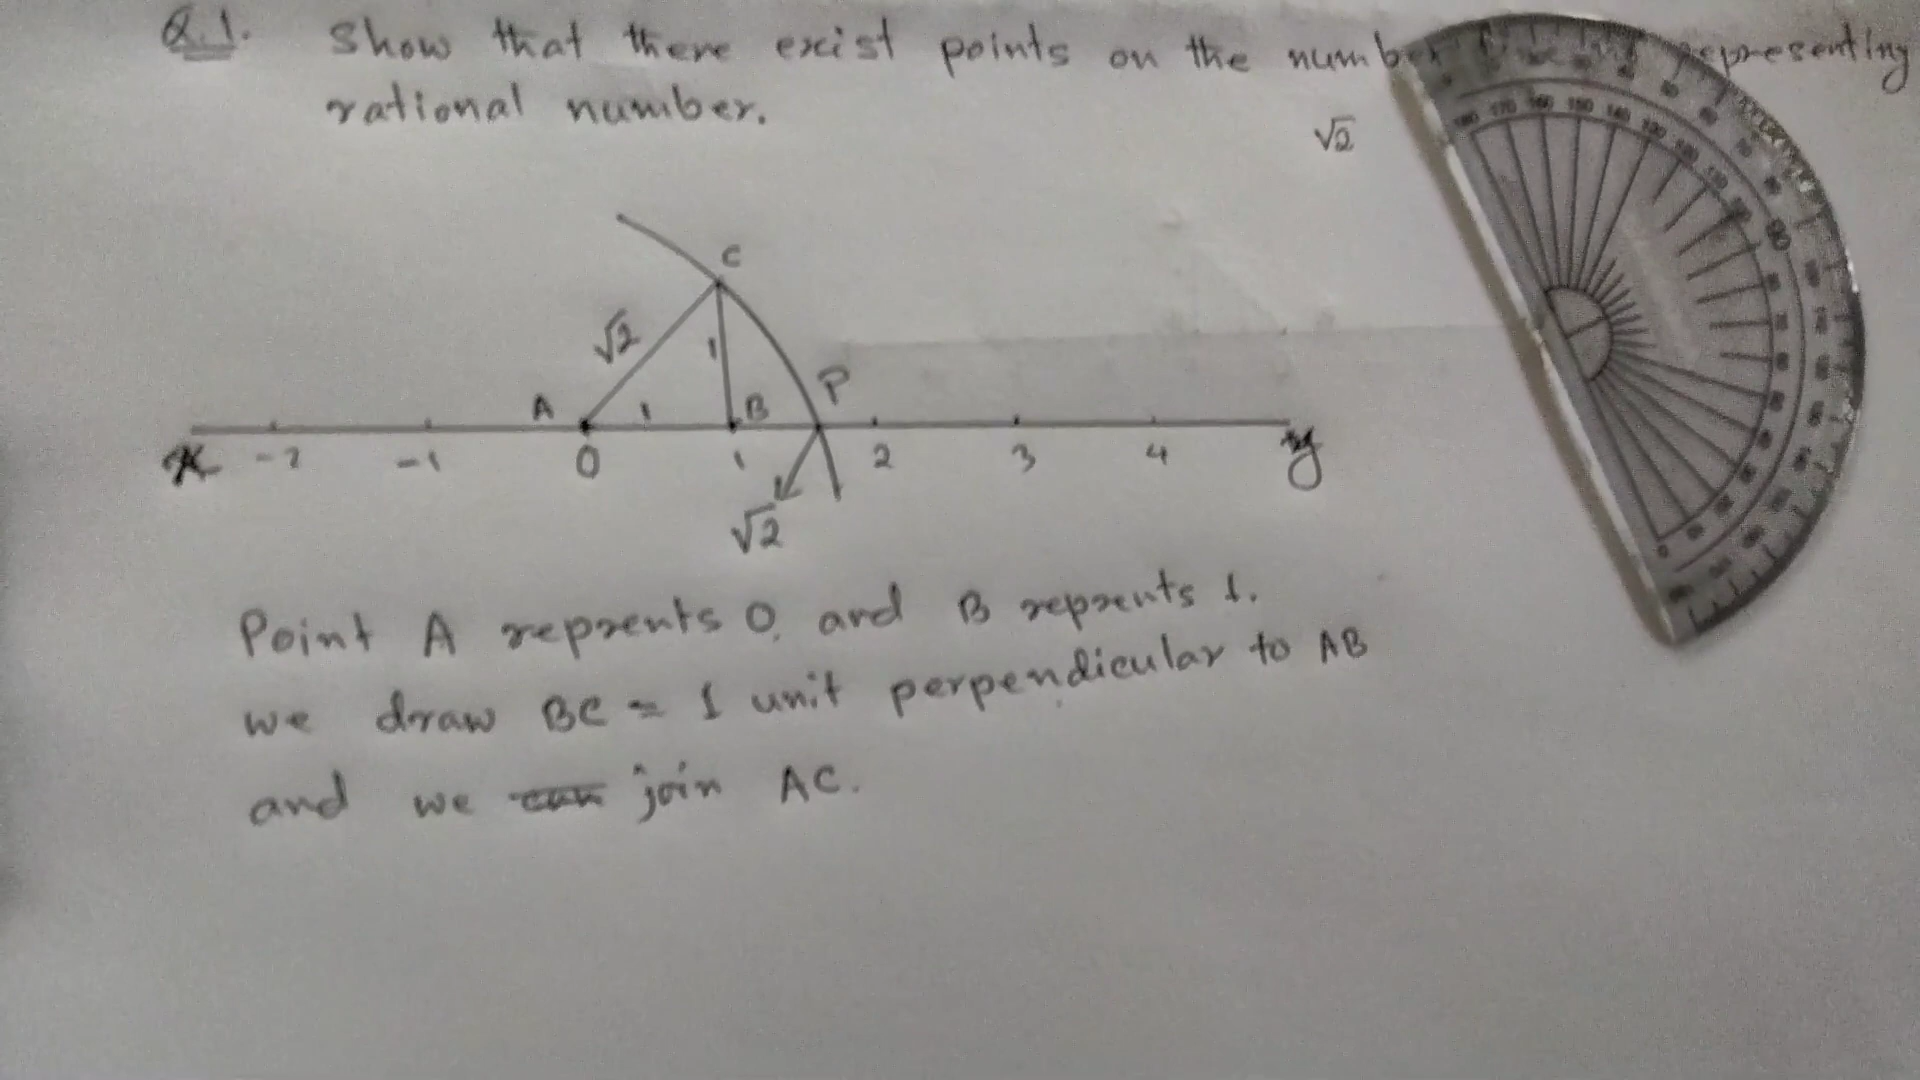 Q.1. Show that there exist points on the number representing
rational number.
√2
C
√2
1
A 1 B P
x -2 -1 0 1 2 3 4 y
√2
Point A reprents 0, and B reprents 1.
we draw BC = 1 unit perpendicular to AB
and we join AC.